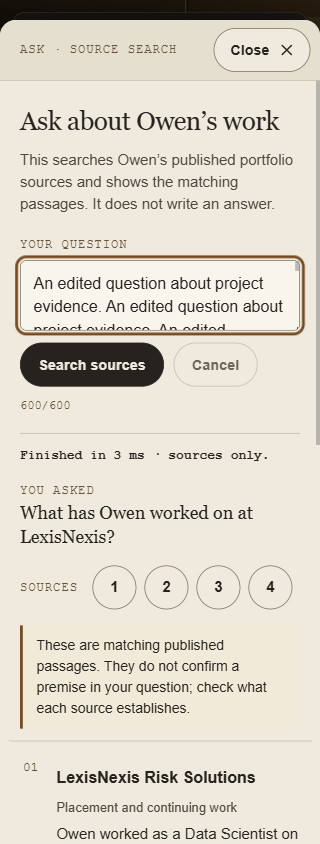 ASK · SOURCE SEARCH
Close ×
Ask about Owen’s work
This searches Owen’s published portfolio
sources and shows the matching
passages. It does not write an answer.
YOUR QUESTION
An edited question about project
evidence. An edited question about
project evidence. An edited
Search sources
Cancel
600/600
Finished in 3 ms · sources only.
YOU ASKED
What has Owen worked on at
LexisNexis?
SOURCES 1 2 3 4
These are matching published
passages. They do not confirm a
premise in your question; check what
each source establishes.
01
LexisNexis Risk Solutions
Placement and continuing work
Owen worked as a Data Scientist on